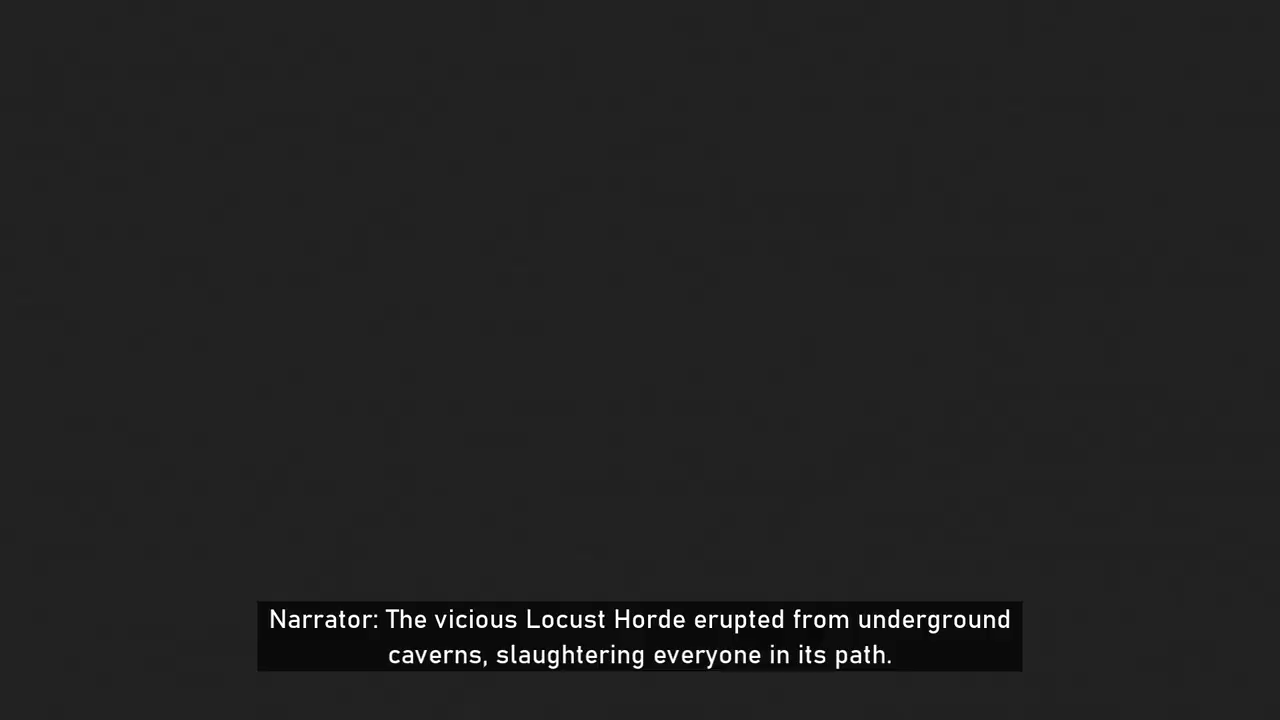 Narrator: The vicious Locust Horde erupted from underground
caverns, slaughtering everyone in its path.